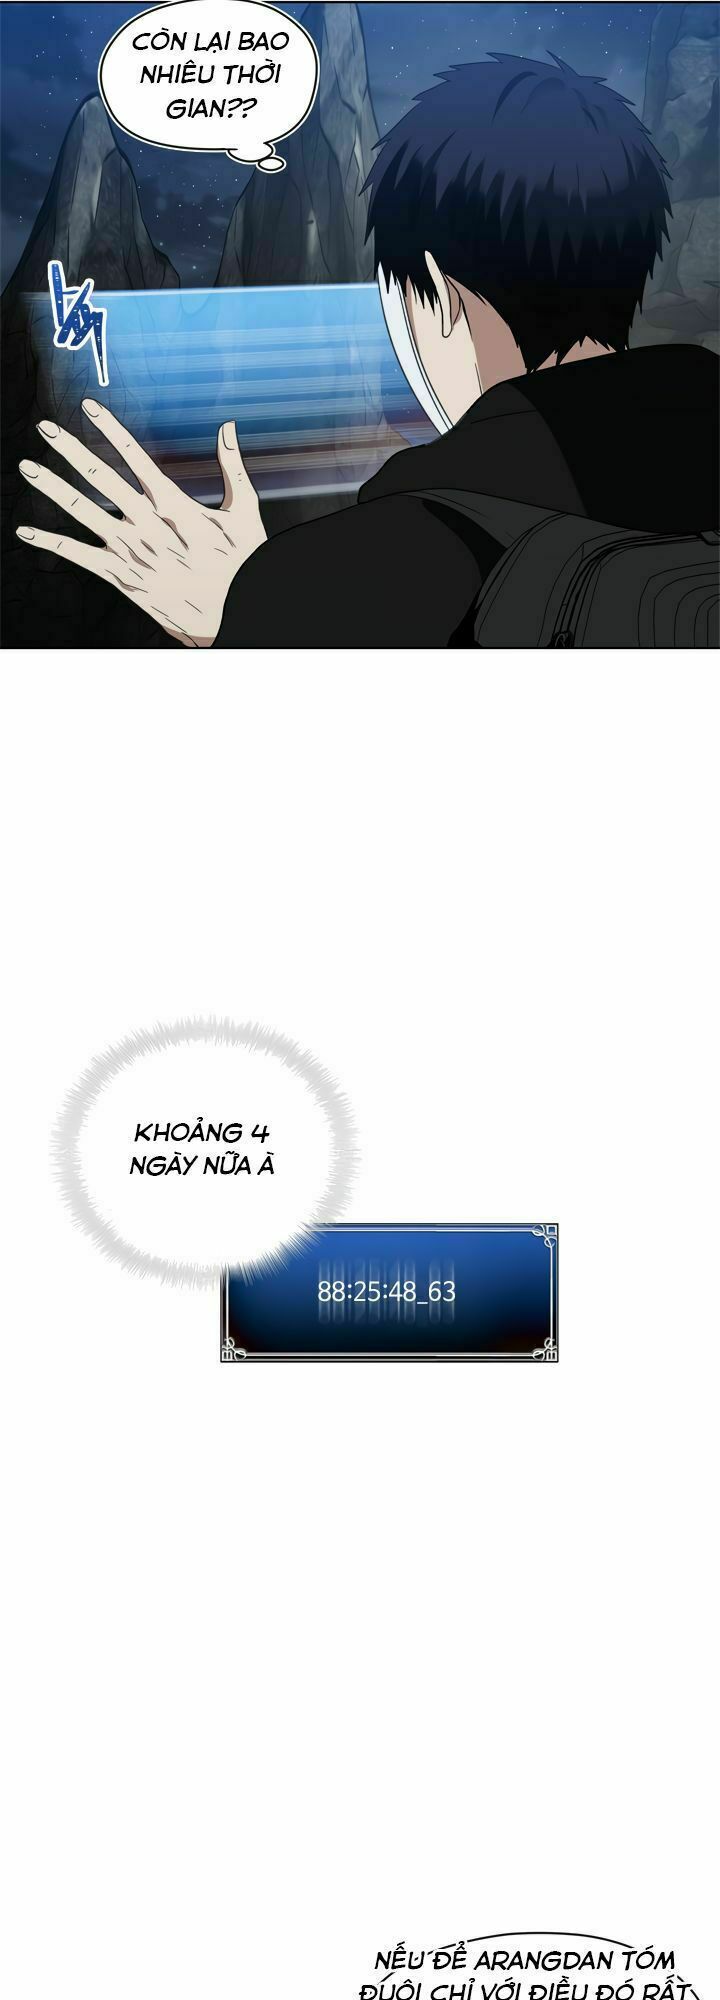 CÒN LẠI BAO
NHIÊU THỜI
GIAN??
KHOẢNG 4
NGÀY NỮA À
88:25:48_63
NẾU ĐỂ ARANGDAN TÓM
ĐUÔI CHỈ VỚI ĐIỀU ĐÓ RẤT